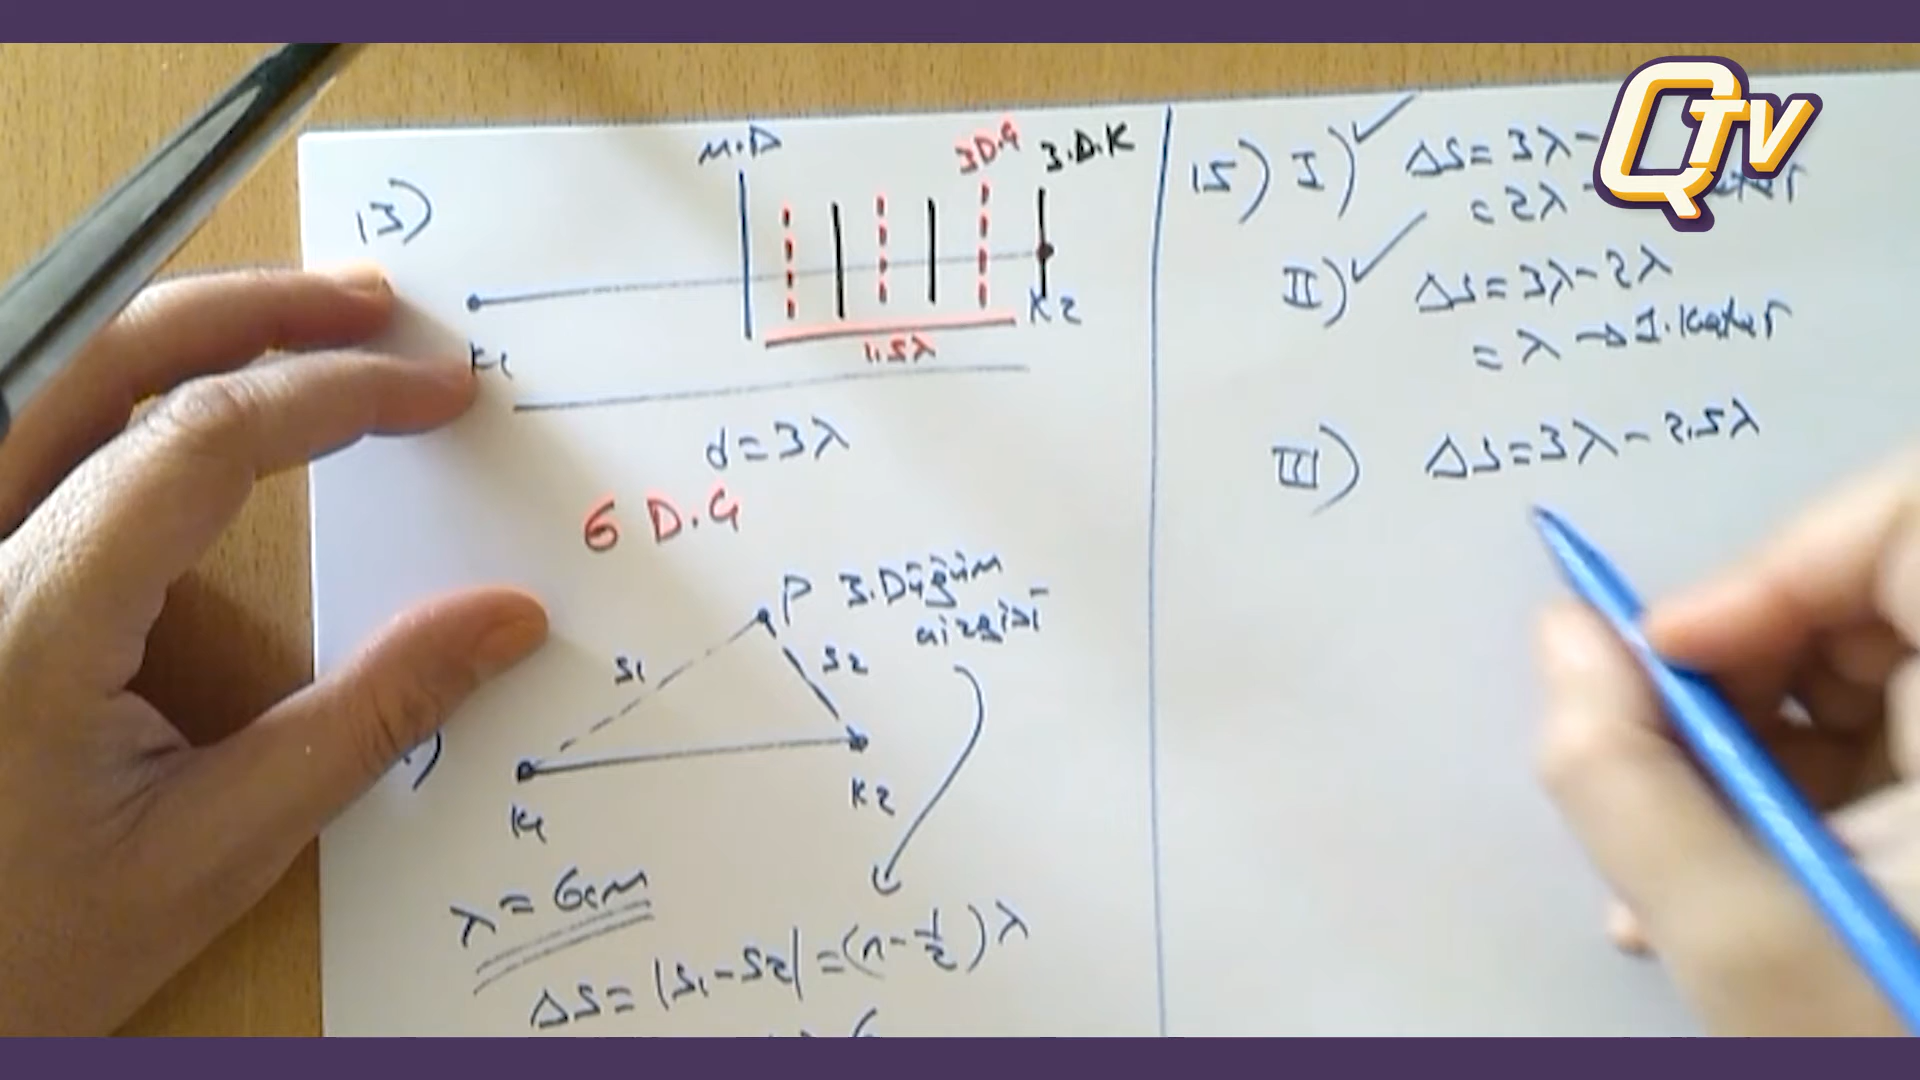 QTV
13)
M.D
3D.G
3.D.K
K1
K2
1.5λ
d=3λ
6 D.G
P 3.Düğüm
çizgisi
S1
S2
K1
K2
λ = 6cm
ΔS= |S1-S2| =(n-1/2)λ
15) I) ΔS= 3λ-
= 2λ
II) ΔS= 3λ-2λ
= λ → 1.Katar
III) ΔS=3λ-2.5λ